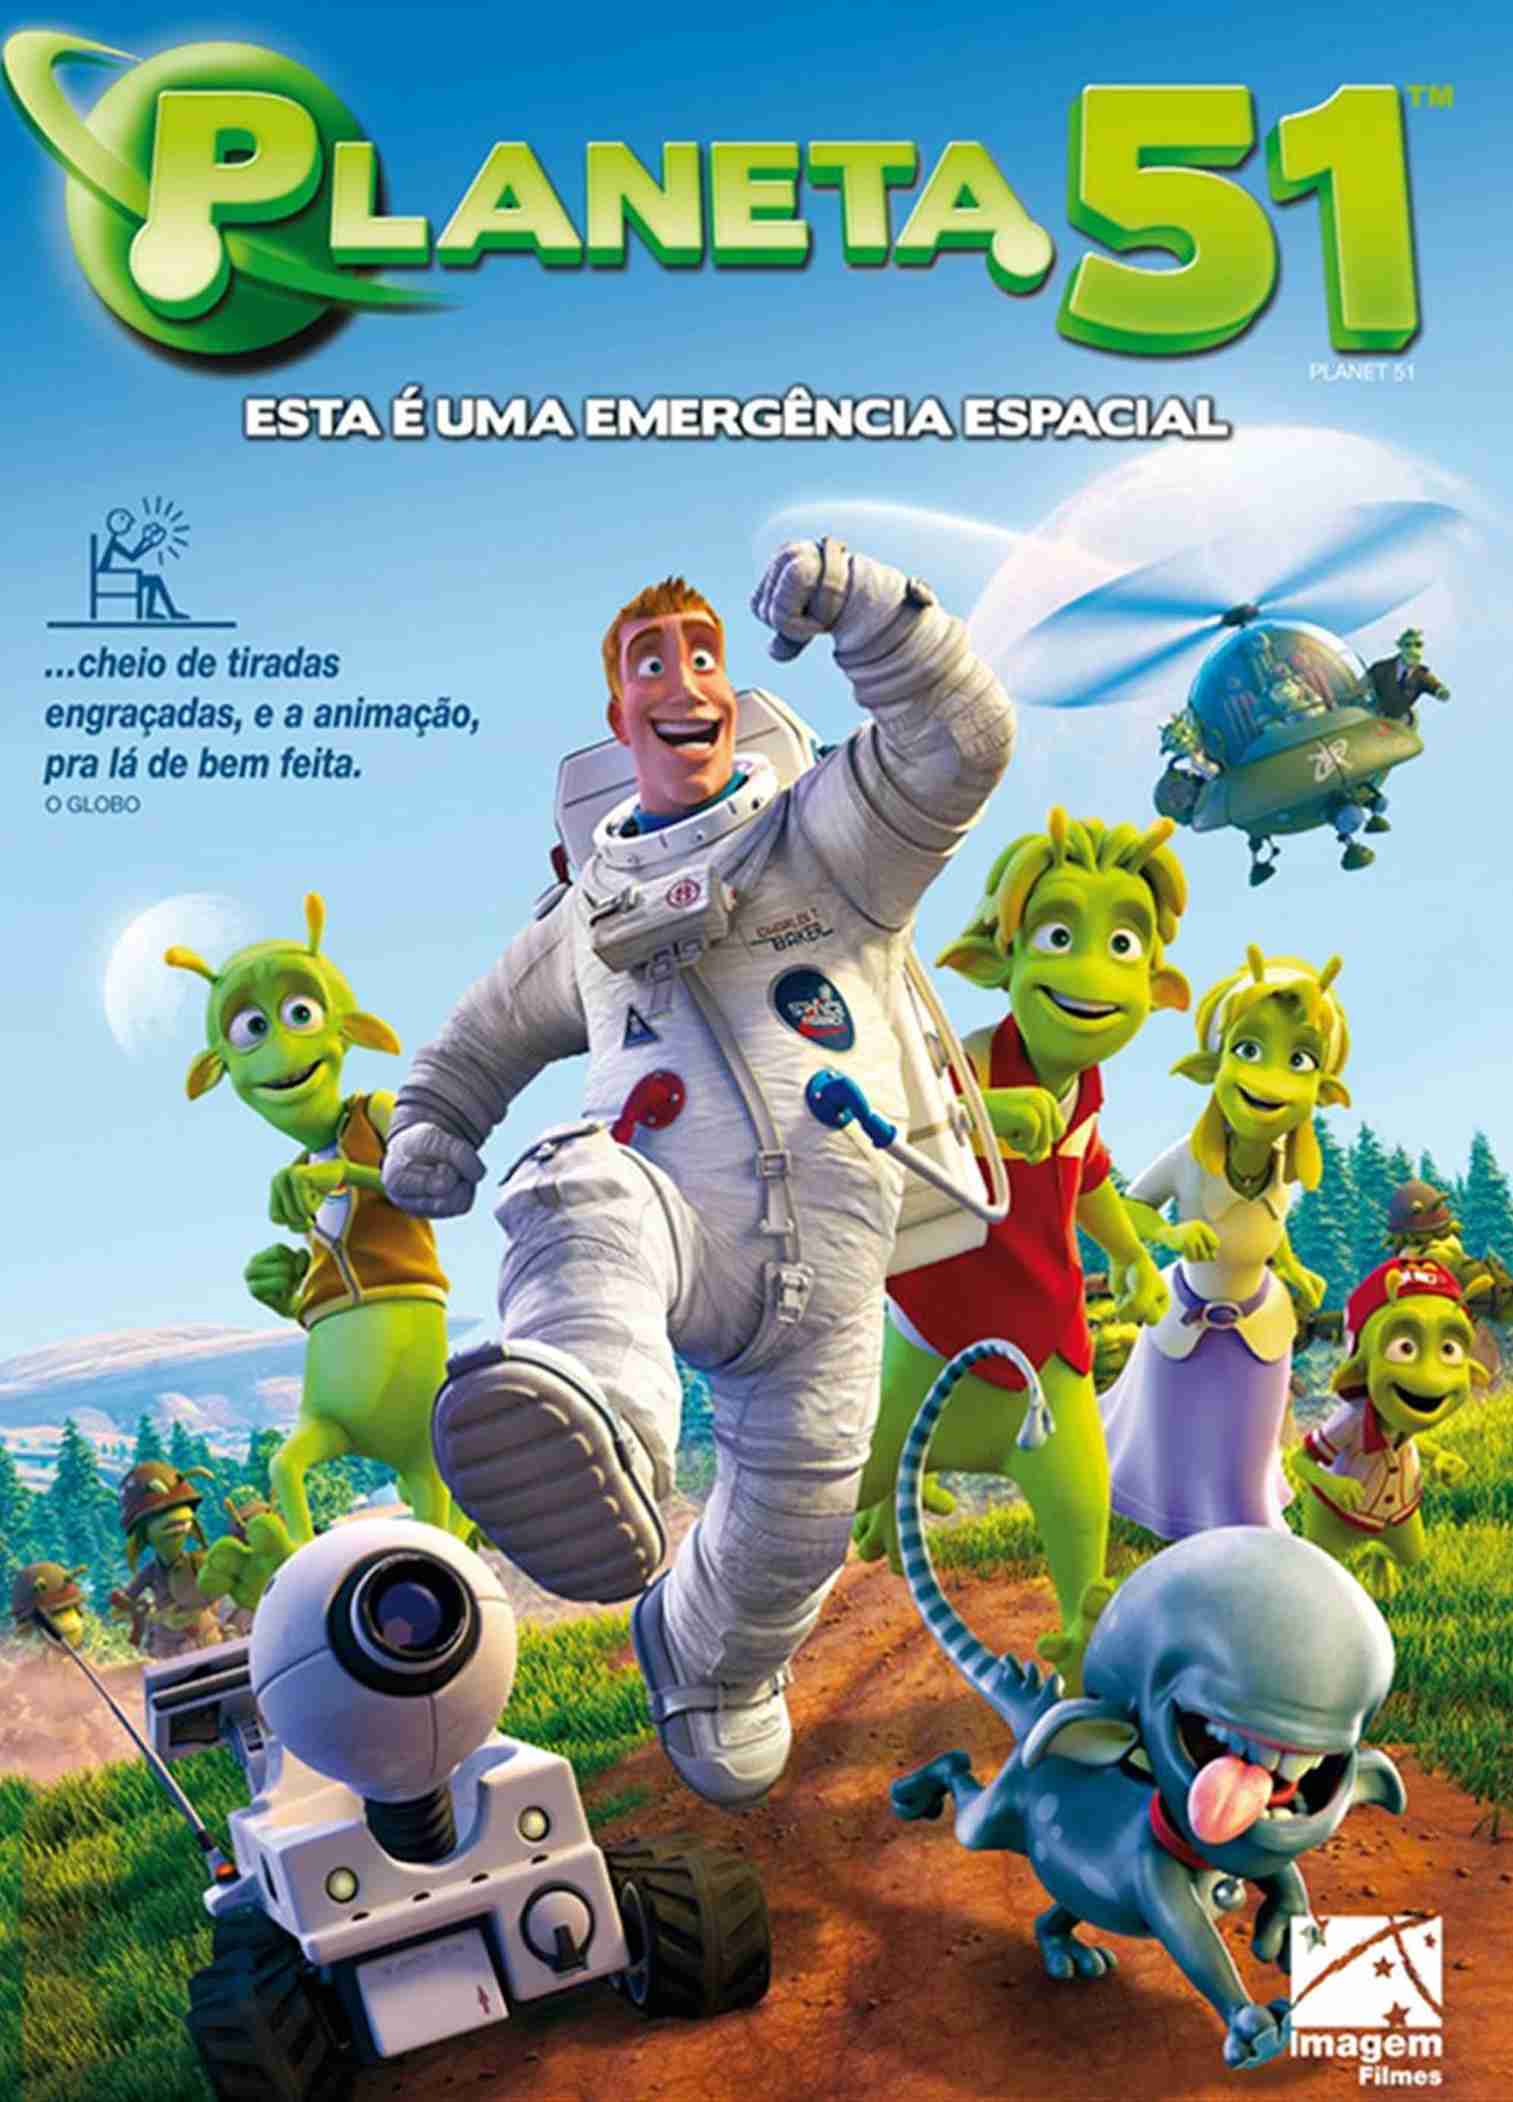 PLANETA 51™
PLANET 51
ESTA É UMA EMERGÊNCIA ESPACIAL
...cheio de tiradas
engraçadas, e a animação,
pra lá de bem feita.
O GLOBO
BAKER
Imagem
Filmes